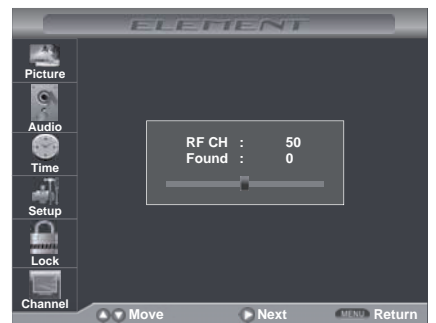 ELEMENT
Picture
Audio
Time
Setup
Lock
Channel
RF CH : 50
Found : 0
Move
Next
MENU Return